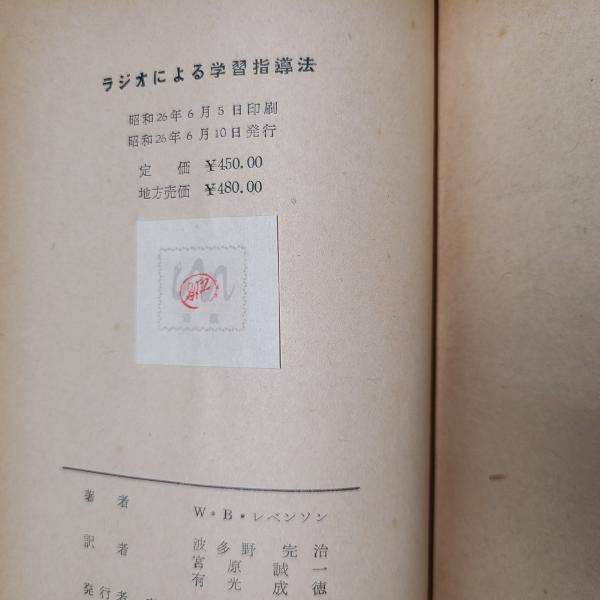 ラジオによる学習指導法
昭和26年6月5日印刷
昭和26年6月10日発行
定 価 ¥450.00
地方売価 ¥480.00
著 者 W・B・レベンソン
訳 者 波多野 完治
宮原 誠一
有光 成徳
発行者